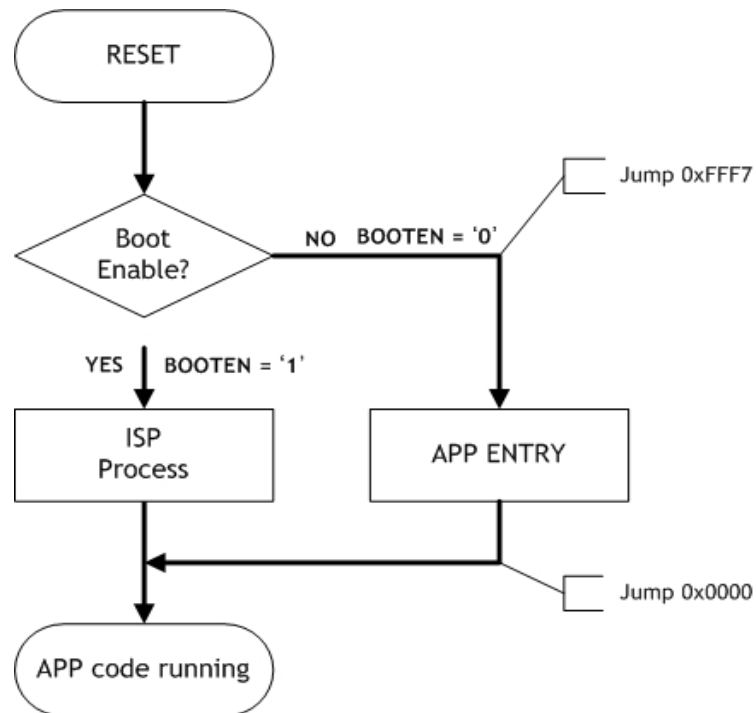 RESET
Jump 0xFFF7
Boot
Enable?
NO BOOTEN = ‘0’
YES BOOTEN = ‘1’
ISP
Process
APP ENTRY
Jump 0x0000
APP code running